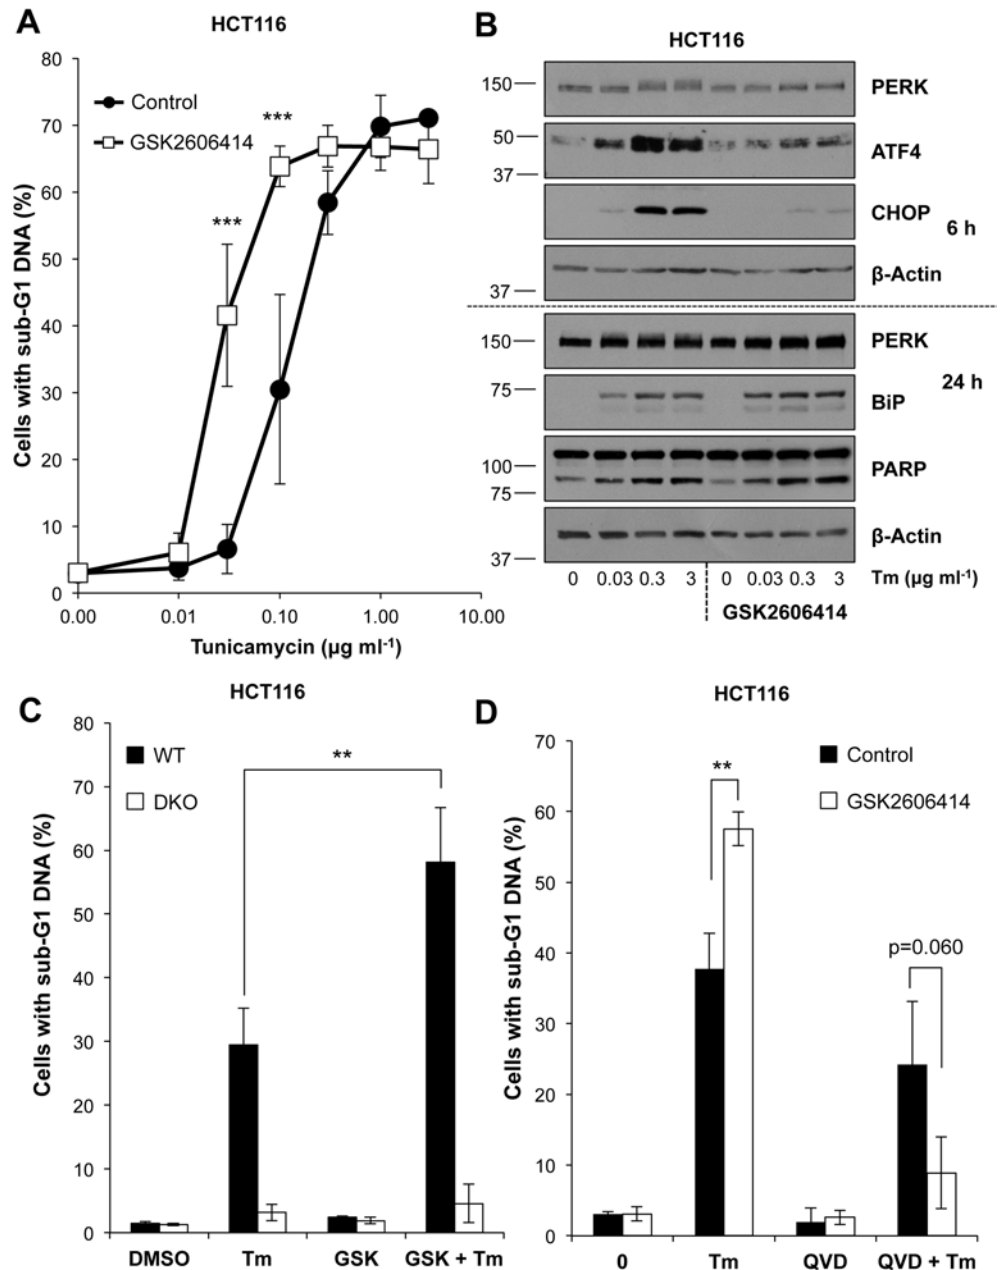 A
HCT116
Cells with sub-G1 DNA (%)
80
70
60
50
40
30
20
10
0
Control
GSK2606414
***
***
0.00 0.01 0.10 1.00 10.00
Tunicamycin (µg ml-1)
B
HCT116
150 PERK
50
ATF4
37
CHOP
6 h
β-Actin
37
150 PERK
24 h
75
BiP
PARP
100
75
β-Actin
37
0 0.03 0.3 3 0 0.03 0.3 3 Tm (µg ml-1)
GSK2606414
C
HCT116
Cells with sub-G1 DNA (%)
80
70
60
50
40
30
20
10
0
WT
DKO
**
DMSO Tm GSK GSK + Tm
D
HCT116
Cells with sub-G1 DNA (%)
70
60
50
40
30
20
10
0
Control
GSK2606414
**
p=0.060
0 Tm QVD QVD + Tm